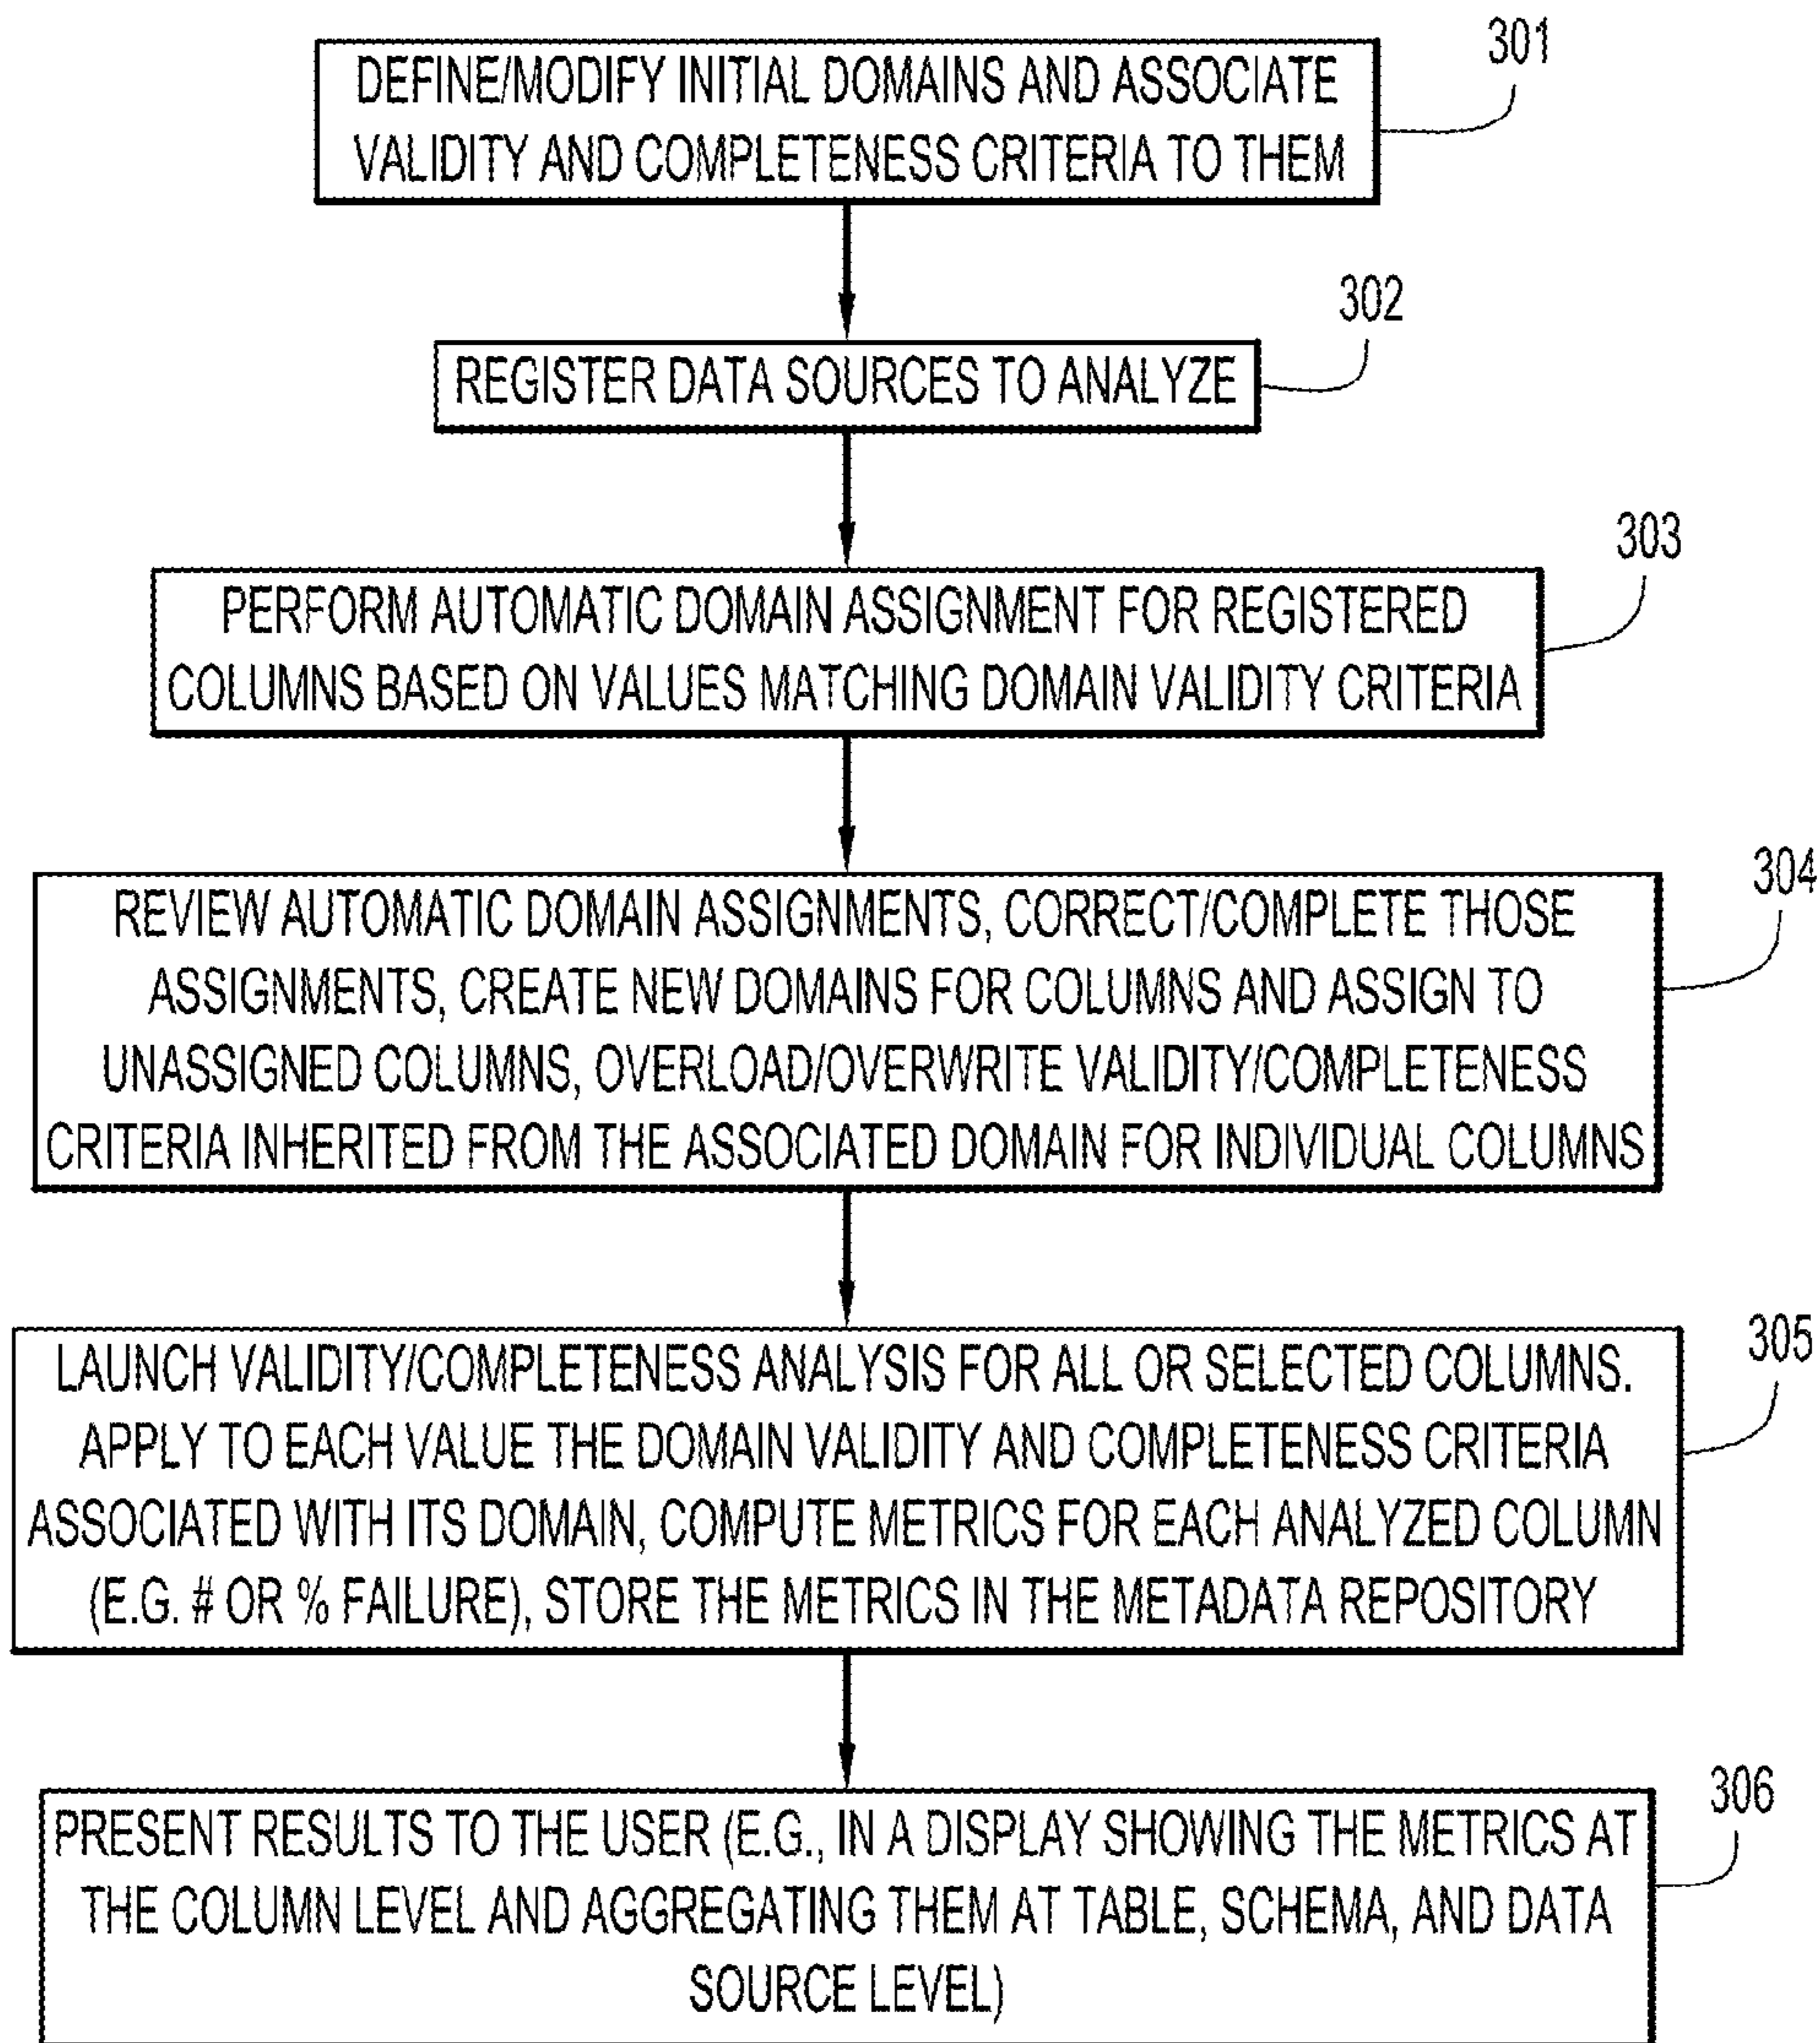 301
DEFINE/MODIFY INITIAL DOMAINS AND ASSOCIATE
VALIDITY AND COMPLETENESS CRITERIA TO THEM
302
REGISTER DATA SOURCES TO ANALYZE
303
PERFORM AUTOMATIC DOMAIN ASSIGNMENT FOR REGISTERED
COLUMNS BASED ON VALUES MATCHING DOMAIN VALIDITY CRITERIA
304
REVIEW AUTOMATIC DOMAIN ASSIGNMENTS, CORRECT/COMPLETE THOSE
ASSIGNMENTS, CREATE NEW DOMAINS FOR COLUMNS AND ASSIGN TO
UNASSIGNED COLUMNS, OVERLOAD/OVERWRITE VALIDITY/COMPLETENESS
CRITERIA INHERITED FROM THE ASSOCIATED DOMAIN FOR INDIVIDUAL COLUMNS
305
LAUNCH VALIDITY/COMPLETENESS ANALYSIS FOR ALL OR SELECTED COLUMNS.
APPLY TO EACH VALUE THE DOMAIN VALIDITY AND COMPLETENESS CRITERIA
ASSOCIATED WITH ITS DOMAIN, COMPUTE METRICS FOR EACH ANALYZED COLUMN
(E.G. # OR % FAILURE), STORE THE METRICS IN THE METADATA REPOSITORY
306
PRESENT RESULTS TO THE USER (E.G., IN A DISPLAY SHOWING THE METRICS AT
THE COLUMN LEVEL AND AGGREGATING THEM AT TABLE, SCHEMA, AND DATA
SOURCE LEVEL)